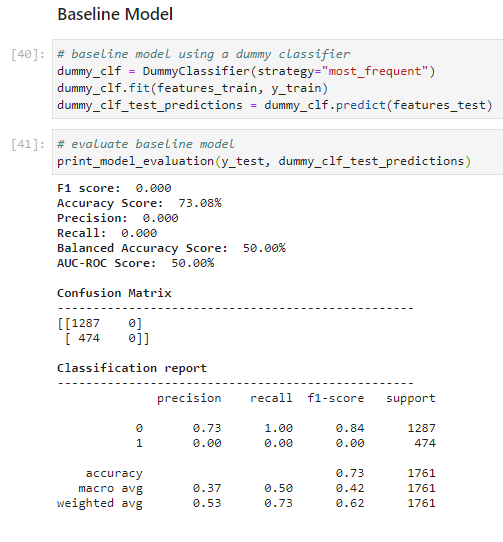 Baseline Model
[40]: # baseline model using a dummy classifier
dummy_clf = DummyClassifier(strategy="most_frequent")
dummy_clf.fit(features_train, y_train)
dummy_clf_test_predictions = dummy_clf.predict(features_test)
[41]: # evaluate baseline model
print_model_evaluation(y_test, dummy_clf_test_predictions)
F1 score:  0.000
Accuracy Score:  73.08%
Precision:  0.000
Recall:  0.000
Balanced Accuracy Score:  50.00%
AUC-ROC Score:  50.00%
Confusion Matrix
--------------------------------------------------
[[1287    0]
 [ 474    0]]
Classification report
--------------------------------------------------
              precision    recall  f1-score   support
           0       0.73      1.00      0.84      1287
           1       0.00      0.00      0.00       474
    accuracy                           0.73      1761
   macro avg       0.37      0.50      0.42      1761
weighted avg       0.53      0.73      0.62      1761